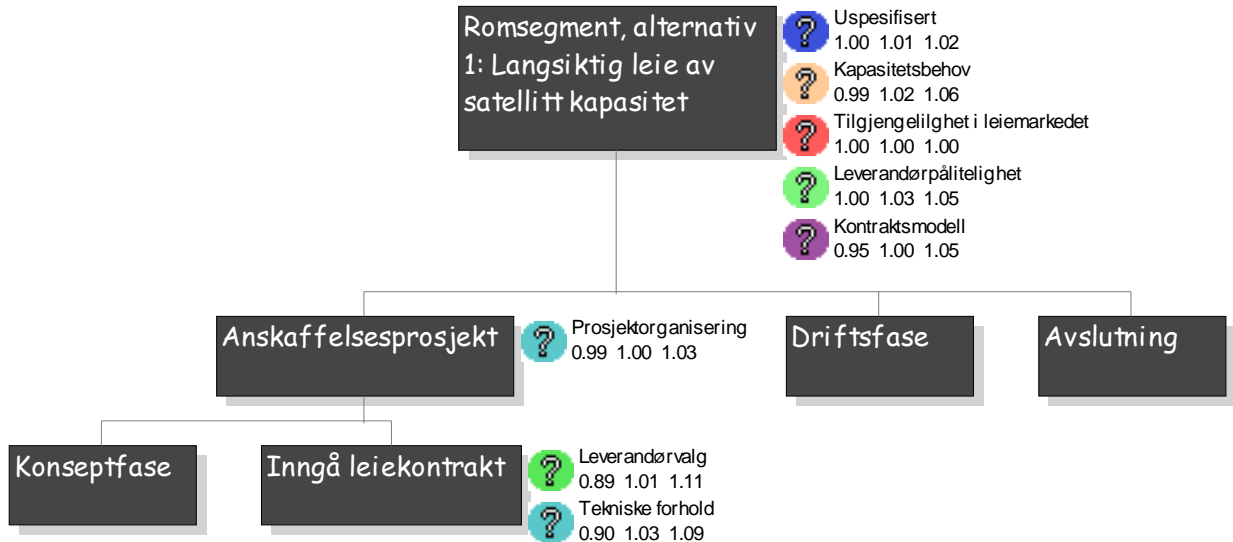 Romsegment, alternativ
1: Langsiktig leie av
satellitt kapasitet
Uspesifisert
1.00 1.01 1.02
Kapasitetsbehov
0.99 1.02 1.06
Tilgjengelilghet i leiemarkedet
1.00 1.00 1.00
Leverandørpålitelighet
1.00 1.03 1.05
Kontraktsmodell
0.95 1.00 1.05
Anskaffelsesprosjekt
Prosjektorganisering
0.99 1.00 1.03
Driftsfase
Avslutning
Konseptfase
Inngå leiekontrakt
Leverandørvalg
0.89 1.01 1.11
Tekniske forhold
0.90 1.03 1.09